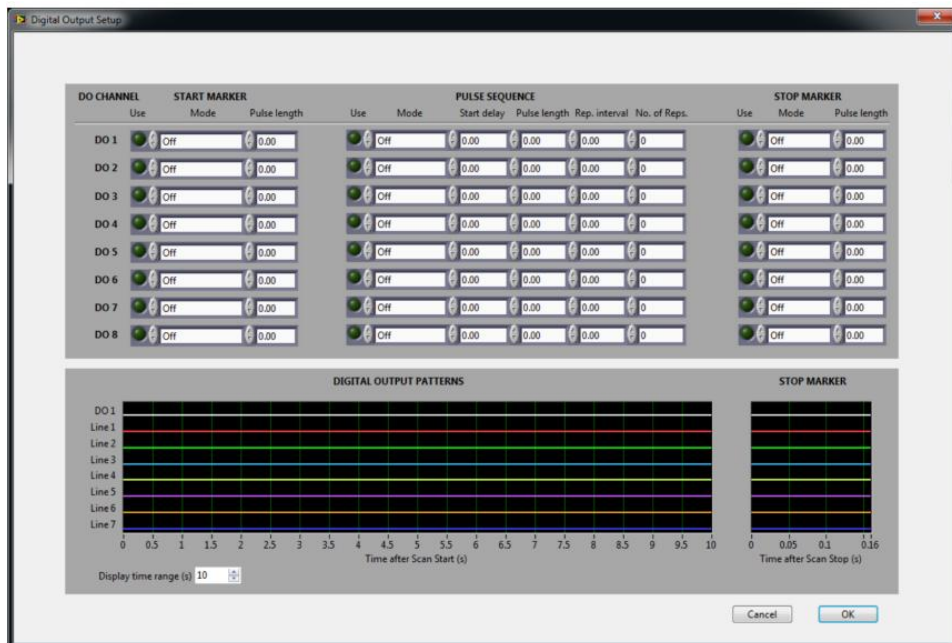 Digital Output Setup
DO CHANNEL START MARKER PULSE SEQUENCE STOP MARKER
Use Mode Pulse length Use Mode Start delay Pulse length Rep. interval No. of Reps. Use Mode Pulse length
DO 1 Off 0.00 Off 0.00 0.00 0.00 0 Off 0.00
DO 2 Off 0.00 Off 0.00 0.00 0.00 0 Off 0.00
DO 3 Off 0.00 Off 0.00 0.00 0.00 0 Off 0.00
DO 4 Off 0.00 Off 0.00 0.00 0.00 0 Off 0.00
DO 5 Off 0.00 Off 0.00 0.00 0.00 0 Off 0.00
DO 6 Off 0.00 Off 0.00 0.00 0.00 0 Off 0.00
DO 7 Off 0.00 Off 0.00 0.00 0.00 0 Off 0.00
DO 8 Off 0.00 Off 0.00 0.00 0.00 0 Off 0.00
DIGITAL OUTPUT PATTERNS STOP MARKER
DO 1
Line 1
Line 2
Line 3
Line 4
Line 5
Line 6
Line 7
0 0.5 1 1.5 2 2.5 3 3.5 4 4.5 5 5.5 6 6.5 7 7.5 8 8.5 9 9.5 10 0 0.05 0.1 0.16
Time after Scan Start (s) Time after Scan Stop (s)
Display time range (s) 10
Cancel OK